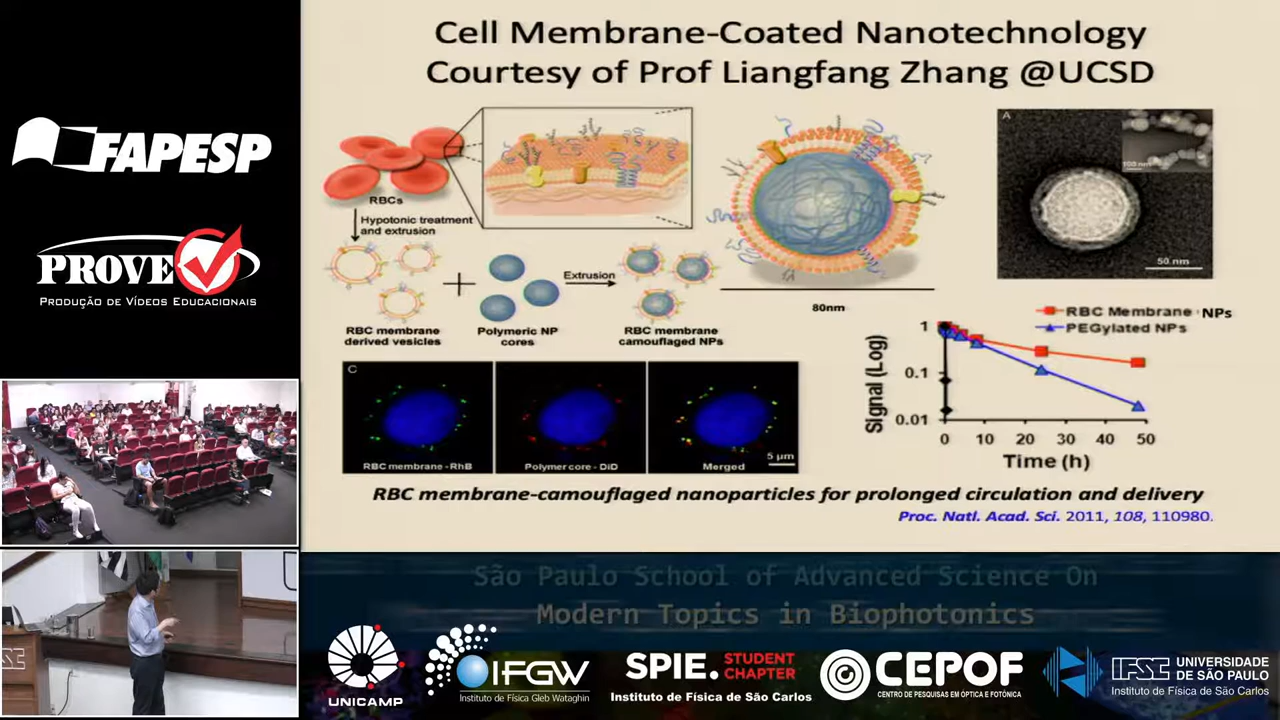 Cell Membrane-Coated Nanotechnology
Courtesy of Prof Liangfang Zhang @UCSD
FAPESP
PROVE
PRODUÇÃO DE VÍDEOS EDUCACIONAIS
RBCs
Hypotonic treatment
and extrusion
Extrusion
RBC membrane
derived vesicles
Polymeric NP
cores
RBC membrane
camouflaged NPs
80nm
A
100 nm
50 nm
RBC Membrane NPs
PEGylated NPs
Signal (Log)
1
0.1
0.01
0
10
20
30
40
50
Time (h)
C
RBC membrane-RhB
Polymer core-DiD
Merged
5 µm
RBC membrane-camouflaged nanoparticles for prolonged circulation and delivery
Proc. Natl. Acad. Sci. 2011, 108, 110980.
São Paulo School of Advanced Science On
Modern Topics in Biophotonics
UNICAMP
IFGW
Instituto de Física Gleb Wataghin
SPIE. STUDENT
CHAPTER
Instituto de Física de São Carlos
CEPOF
CENTRO DE PESQUISAS EM ÓPTICA E FOTÔNICA
IFSC
UNIVERSIDADE
DE SÃO PAULO
Instituto de Física de São Carlos